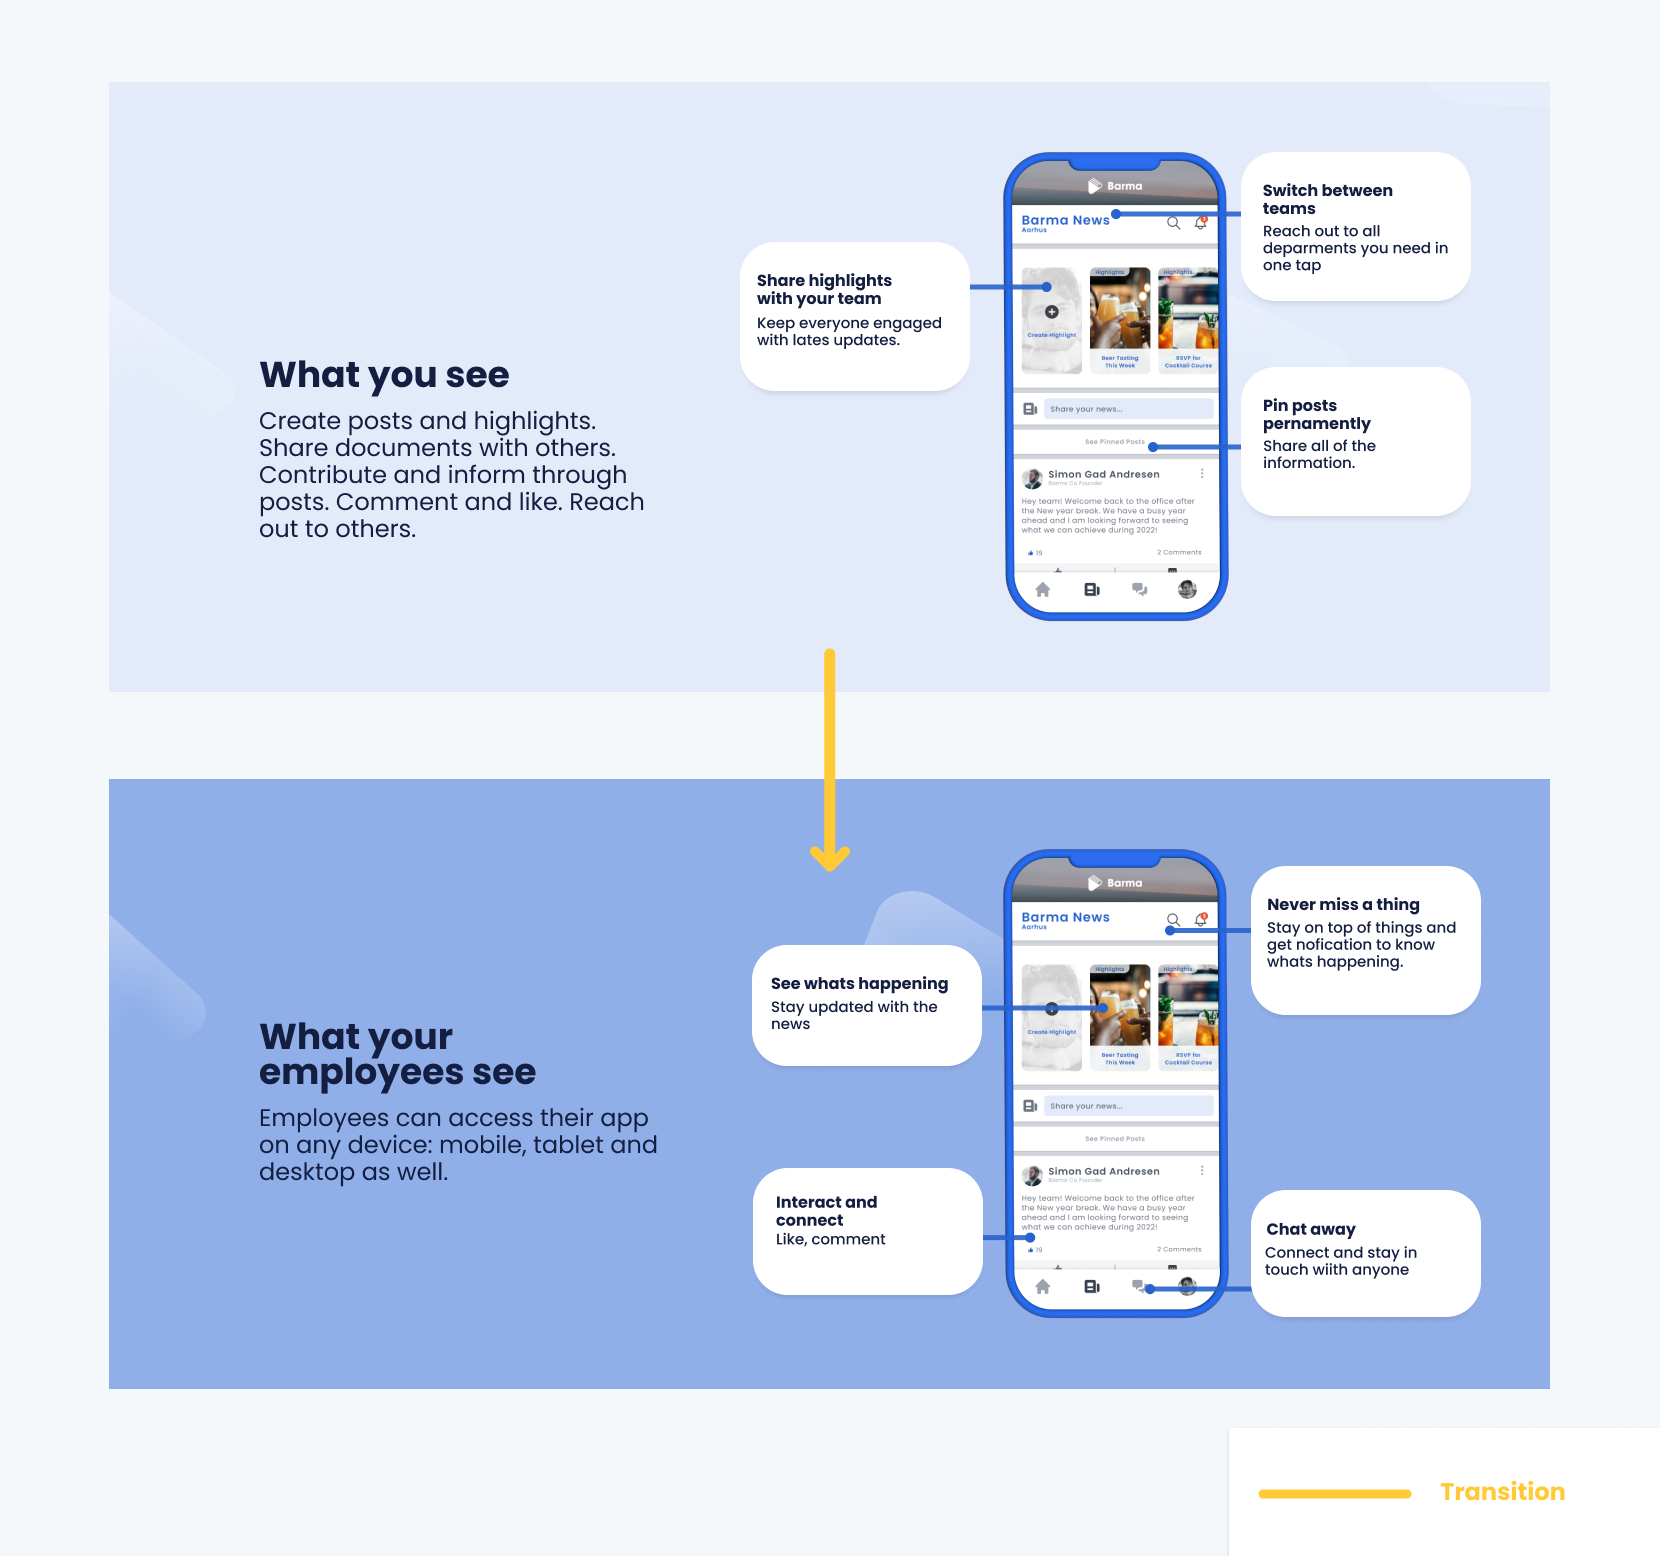 What you see
Create posts and highlights.
Share documents with others.
Contribute and inform through
posts. Comment and like. Reach
out to others.
Share highlights
with your team
Keep everyone engaged
with lates updates.
Barma
Barma News
Aarhus
Create Highlight
Highlights
Beer Tasting
This Week
Highlights
RSVP for
Cocktail Course
Share your news...
See Pinned Posts
Simon Gad Andresen
Barma Co Founder
Hey team! Welcome back to the office after
the New year break. We have a busy year
ahead and I am looking forward to seeing
what we can achieve during 2022!
19
2 Comments
Switch between
teams
Reach out to all
deparments you need in
one tap
Pin posts
pernamently
Share all of the
information.
What your
employees see
Employees can access their app
on any device: mobile, tablet and
desktop as well.
See whats happening
Stay updated with the
news
Interact and
connect
Like, comment
Barma
Barma News
Aarhus
Create Highlight
Highlights
Beer Tasting
This Week
Highlights
RSVP for
Cocktail Course
Share your news...
See Pinned Posts
Simon Gad Andresen
Barma Co Founder
Hey team! Welcome back to the office after
the New year break. We have a busy year
ahead and I am looking forward to seeing
what we can achieve during 2022!
19
2 Comments
Never miss a thing
Stay on top of things and
get nofication to know
whats happening.
Chat away
Connect and stay in
touch wiith anyone
Transition